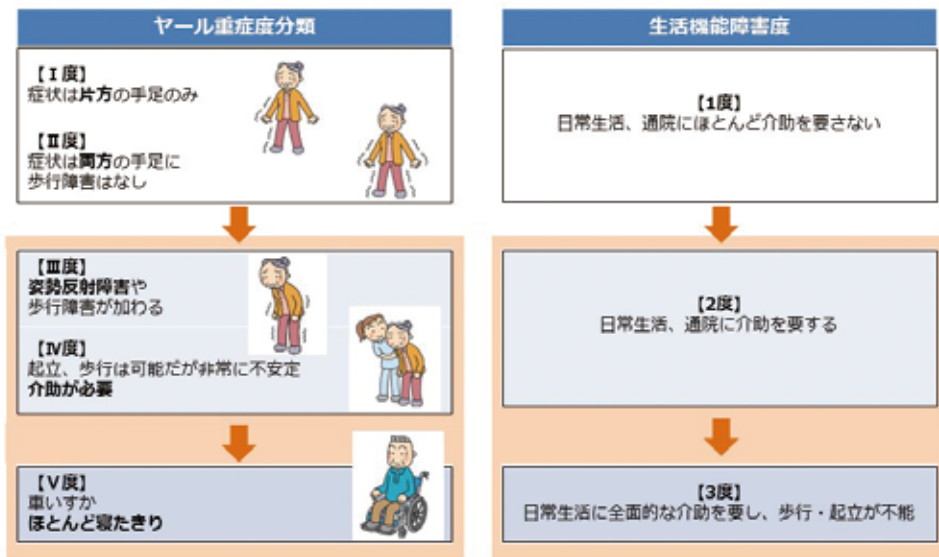 ヤール重症度分類
【Ⅰ度】
症状は片方の手足のみ
【Ⅱ度】
症状は両方の手足に
歩行障害はなし
【Ⅲ度】
姿勢反射障害や
歩行障害が加わる
【Ⅳ度】
起立、歩行は可能だが非常に不安定
介助が必要
【Ⅴ度】
車いすか
ほとんど寝たきり
生活機能障害度
【1度】
日常生活、通院にほとんど介助を要さない
【2度】
日常生活、通院に介助を要する
【3度】
日常生活に全面的な介助を要し、歩行・起立が不能